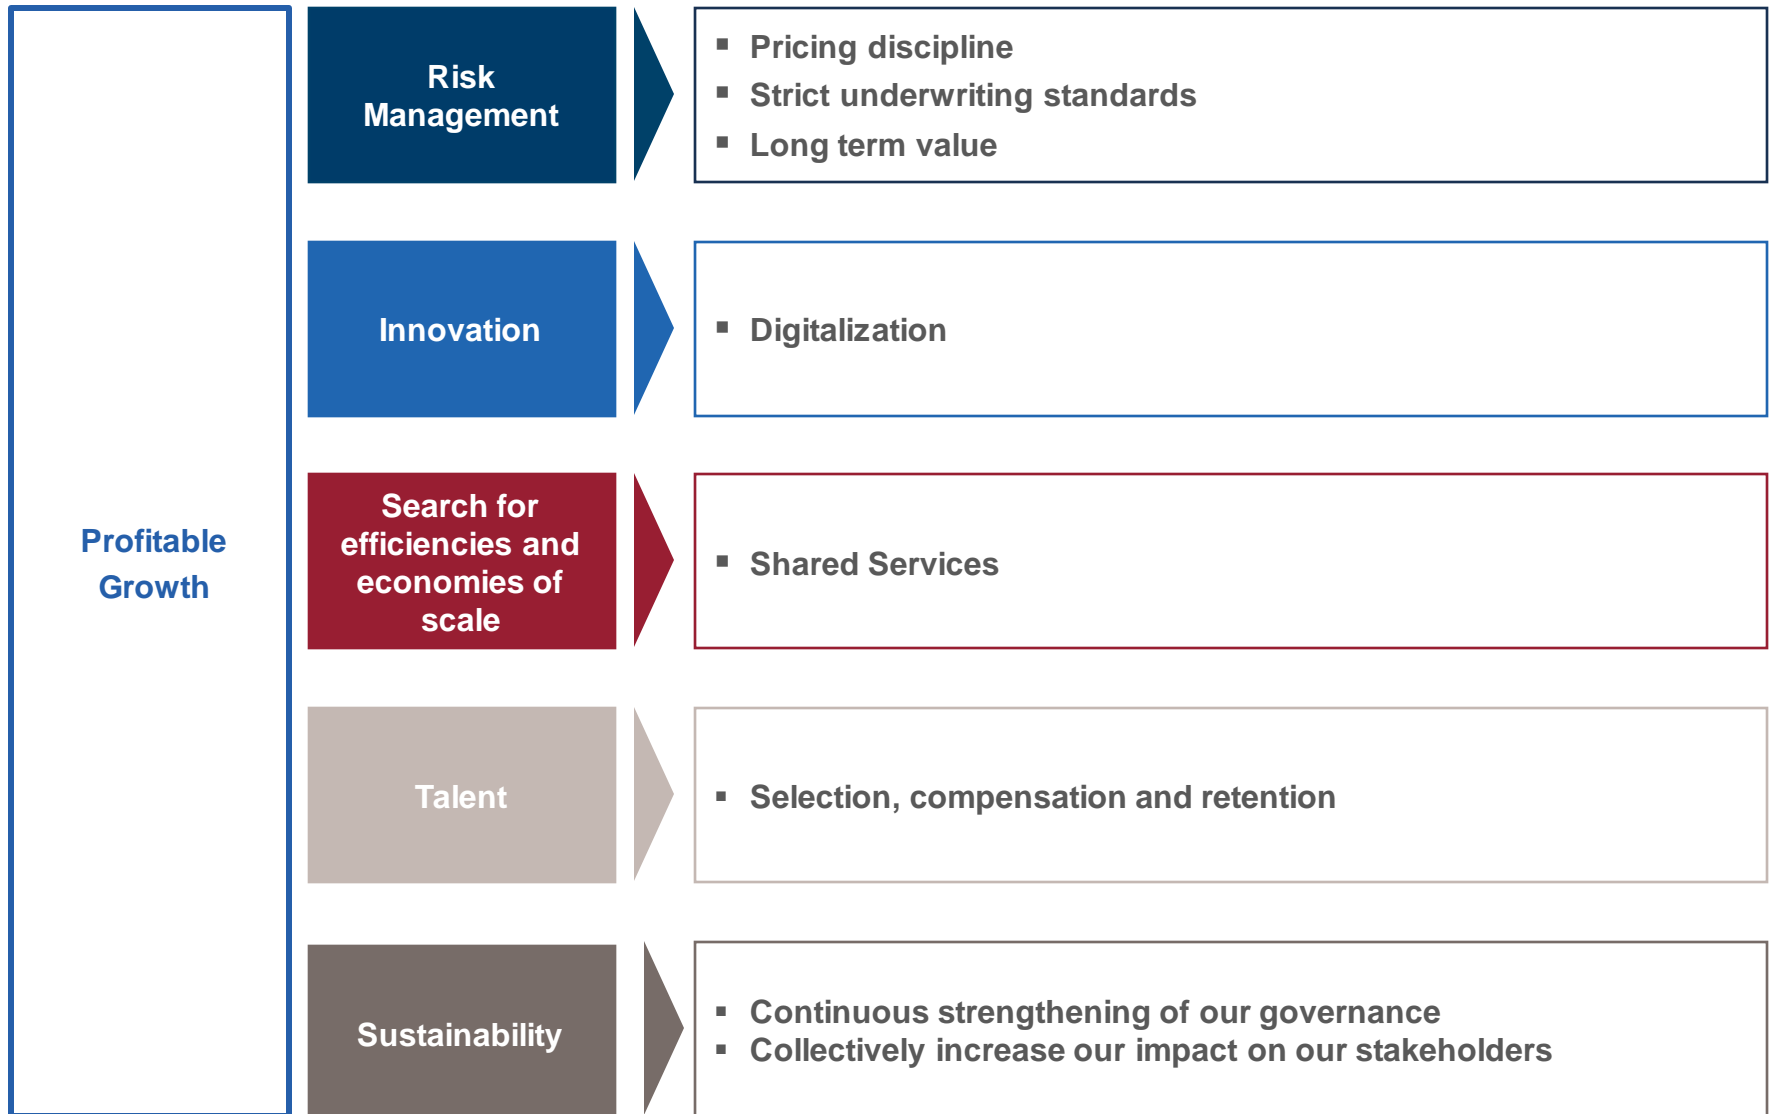 Profitable
Growth
Risk
Management
▪ Pricing discipline
▪ Strict underwriting standards
▪ Long term value
Innovation
▪ Digitalization
Search for
efficiencies and
economies of
scale
▪ Shared Services
Talent
▪ Selection, compensation and retention
Sustainability
▪ Continuous strengthening of our governance
▪ Collectively increase our impact on our stakeholders